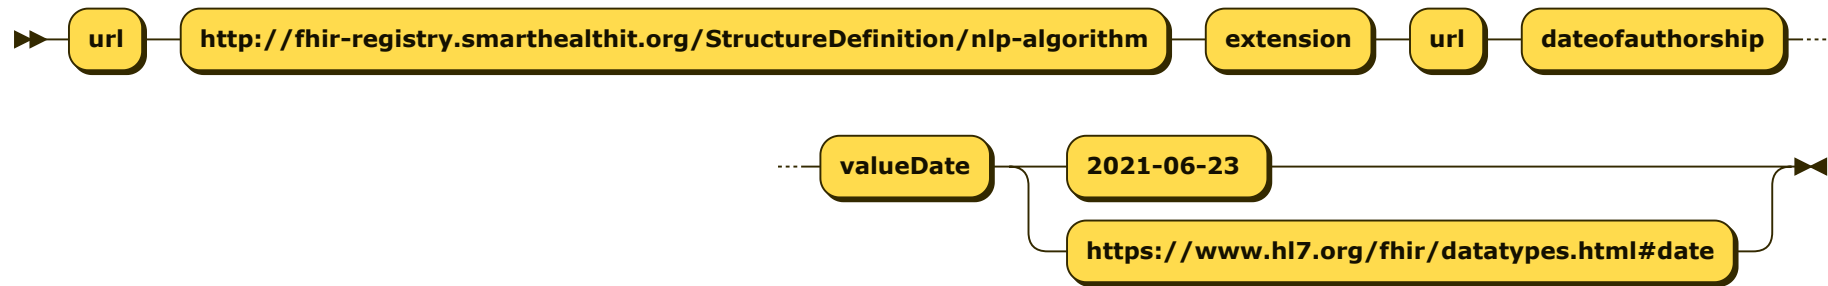 url http://fhir-registry.smarthealthit.org/StructureDefinition/nlp-algorithm extension url dateofauthorship
valueDate 2021-06-23
https://www.hl7.org/fhir/datatypes.html#date